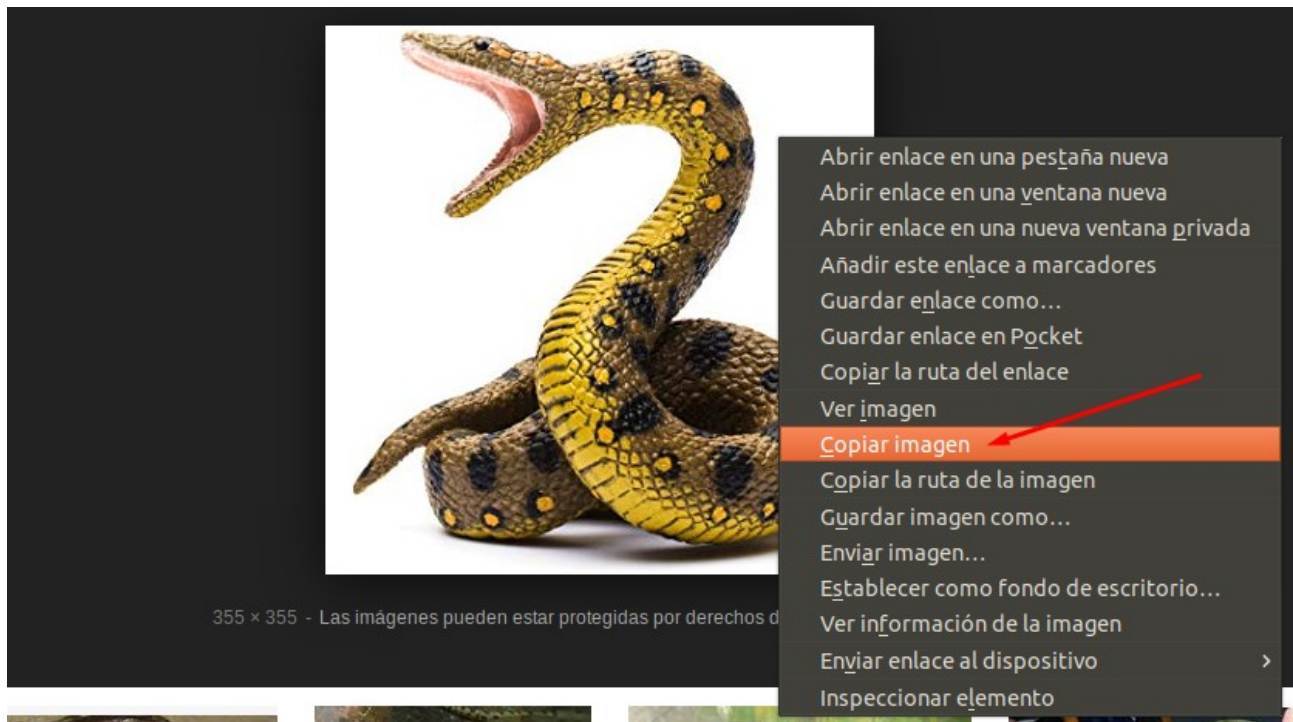 Abrir enlace en una pestaña nueva
Abrir enlace en una ventana nueva
Abrir enlace en una nueva ventana privada
Añadir este enlace a marcadores
Guardar enlace como…
Guardar enlace en Pocket
Copiar la ruta del enlace
Ver imagen
Copiar imagen
Copiar la ruta de la imagen
Guardar imagen como…
Enviar imagen…
Establecer como fondo de escritorio…
355 × 355 - Las imágenes pueden estar protegidas por derechos d
Ver información de la imagen
Enviar enlace al dispositivo
Inspeccionar elemento